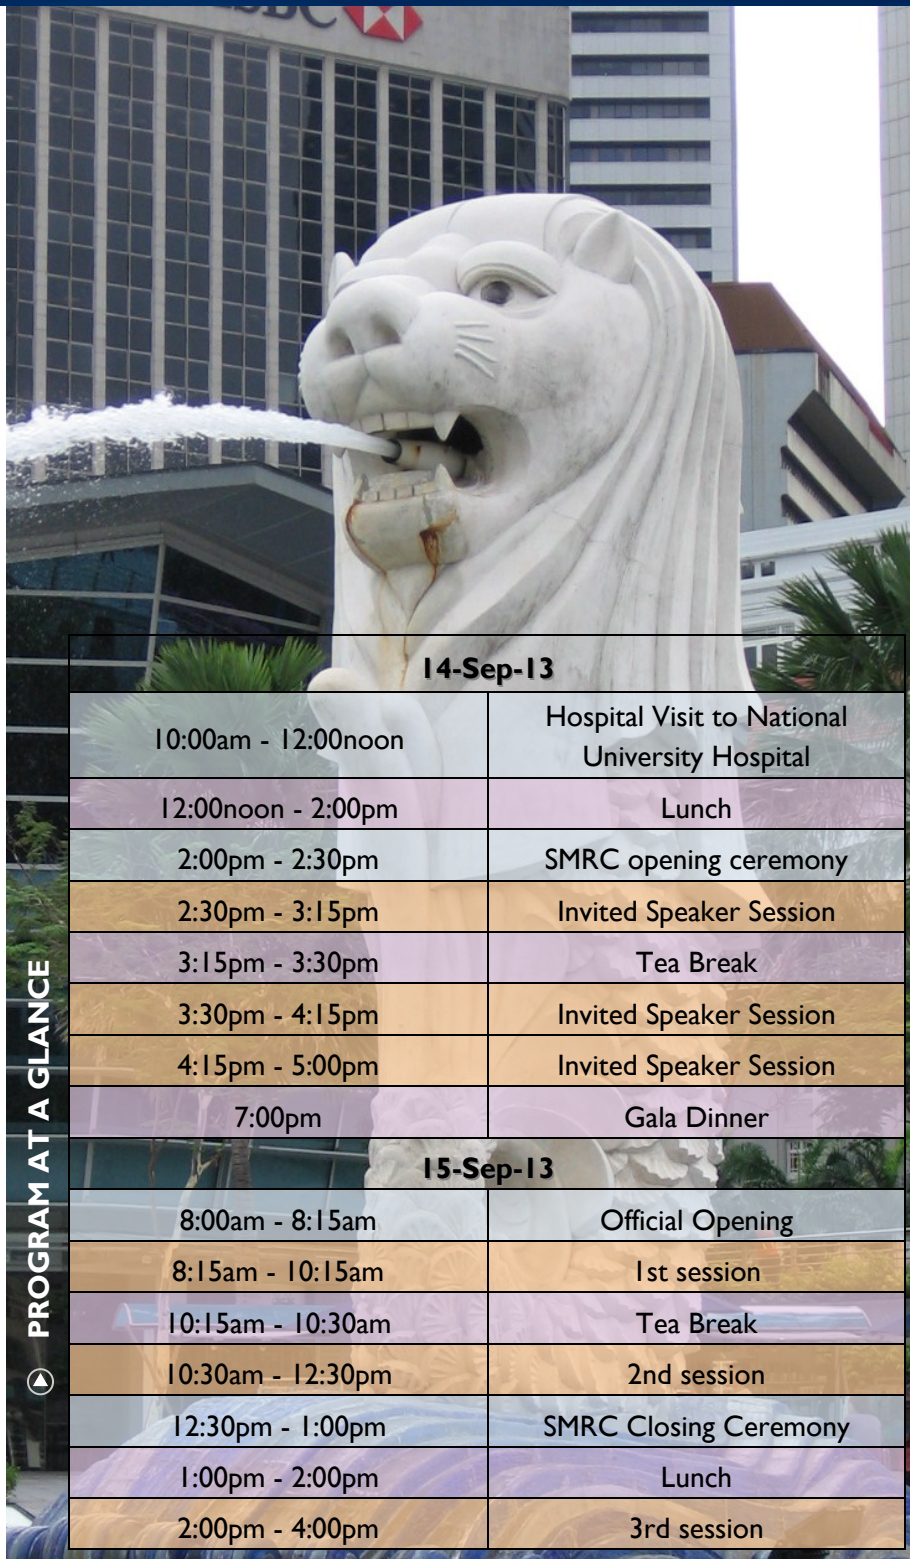 SBC
14-Sep-13
10:00am - 12:00noon
Hospital Visit to National
University Hospital
12:00noon - 2:00pm
Lunch
2:00pm - 2:30pm
SMRC opening ceremony
2:30pm - 3:15pm
Invited Speaker Session
3:15pm - 3:30pm
Tea Break
3:30pm - 4:15pm
Invited Speaker Session
4:15pm - 5:00pm
Invited Speaker Session
7:00pm
Gala Dinner
15-Sep-13
8:00am - 8:15am
Official Opening
8:15am - 10:15am
1st session
10:15am - 10:30am
Tea Break
10:30am - 12:30pm
2nd session
12:30pm - 1:00pm
SMRC Closing Ceremony
1:00pm - 2:00pm
Lunch
2:00pm - 4:00pm
3rd session
PROGRAM AT A GLANCE